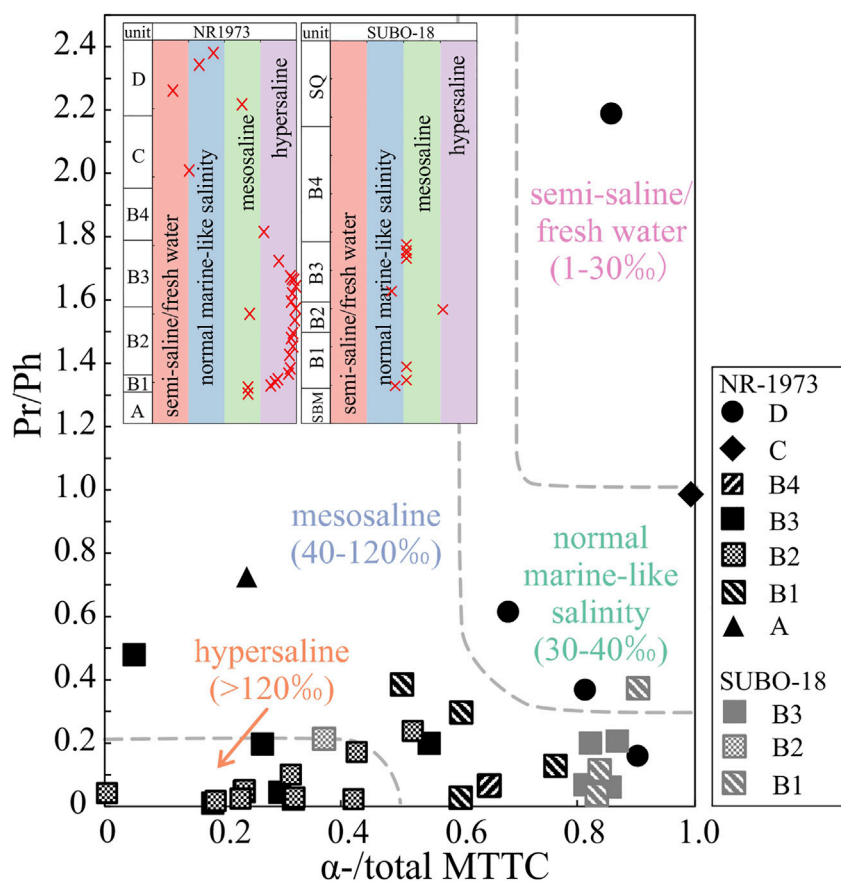 unit NR1973
D
C
B4
B3
B2
B1
A
semi-saline/fresh water
normal marine-like salinity
mesosaline
hypersaline
unit SUBO-18
SQ
B4
B3
B2
B1
SBM
semi-saline/fresh water
normal marine-like salinity
mesosaline
hypersaline
Pr/Ph
2.4
2.2
2.0
1.8
1.6
1.4
1.2
1.0
0.8
0.6
0.4
0.2
0
semi-saline/
fresh water
(1-30‰)
mesosaline
(40-120‰)
normal
marine-like
salinity
(30-40‰)
hypersaline
(>120‰)
0 0.2 0.4 0.6 0.8 1.0
α-/total MTTC
NR-1973
D
C
B4
B3
B2
B1
A
SUBO-18
B3
B2
B1